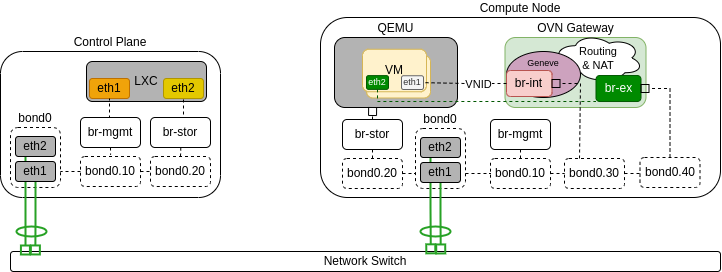 Control Plane
LXC
eth1
eth2
bond0
eth2
eth1
br-mgmt
br-stor
bond0.10
bond0.20
Compute Node
QEMU
VM
eth2
eth1
OVN Gateway
Routing
& NAT
Geneve
br-int
br-ex
VNID
br-stor
bond0
eth2
eth1
br-mgmt
bond0.20
bond0.10
bond0.30
bond0.40
Network Switch